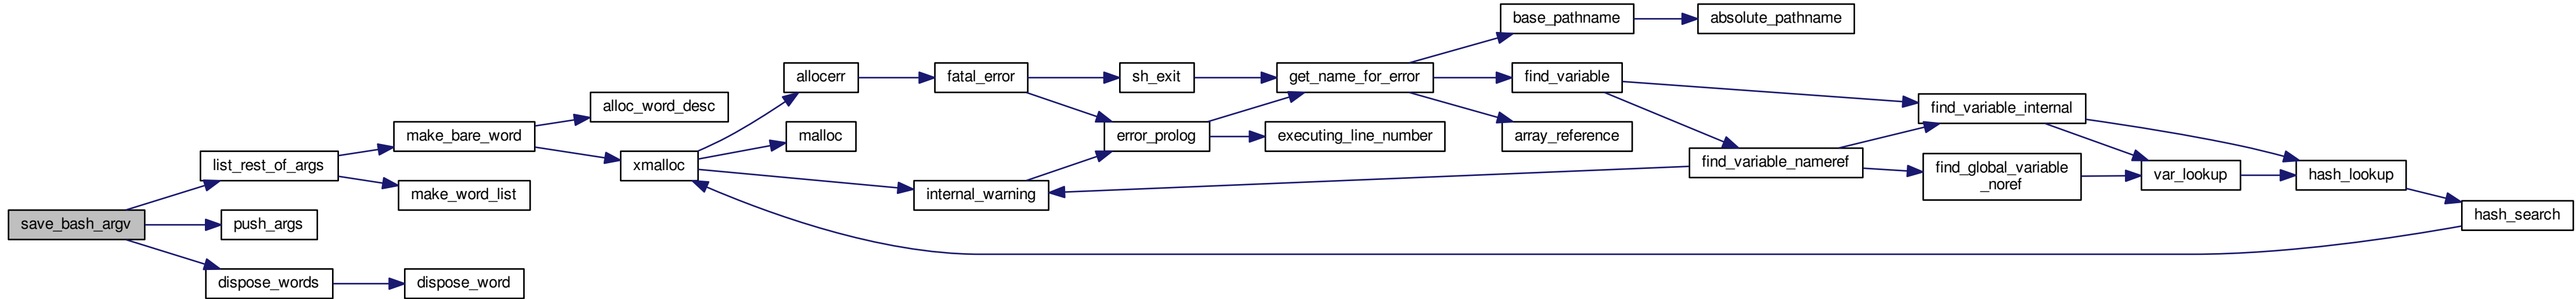 save_bash_argv
list_rest_of_args
push_args
dispose_words
make_bare_word
make_word_list
dispose_word
alloc_word_desc
xmalloc
allocerr
malloc
internal_warning
fatal_error
sh_exit
error_prolog
get_name_for_error
executing_line_number
base_pathname
find_variable
array_reference
absolute_pathname
find_variable_nameref
find_variable_internal
find_global_variable
_noref
var_lookup
hash_lookup
hash_search